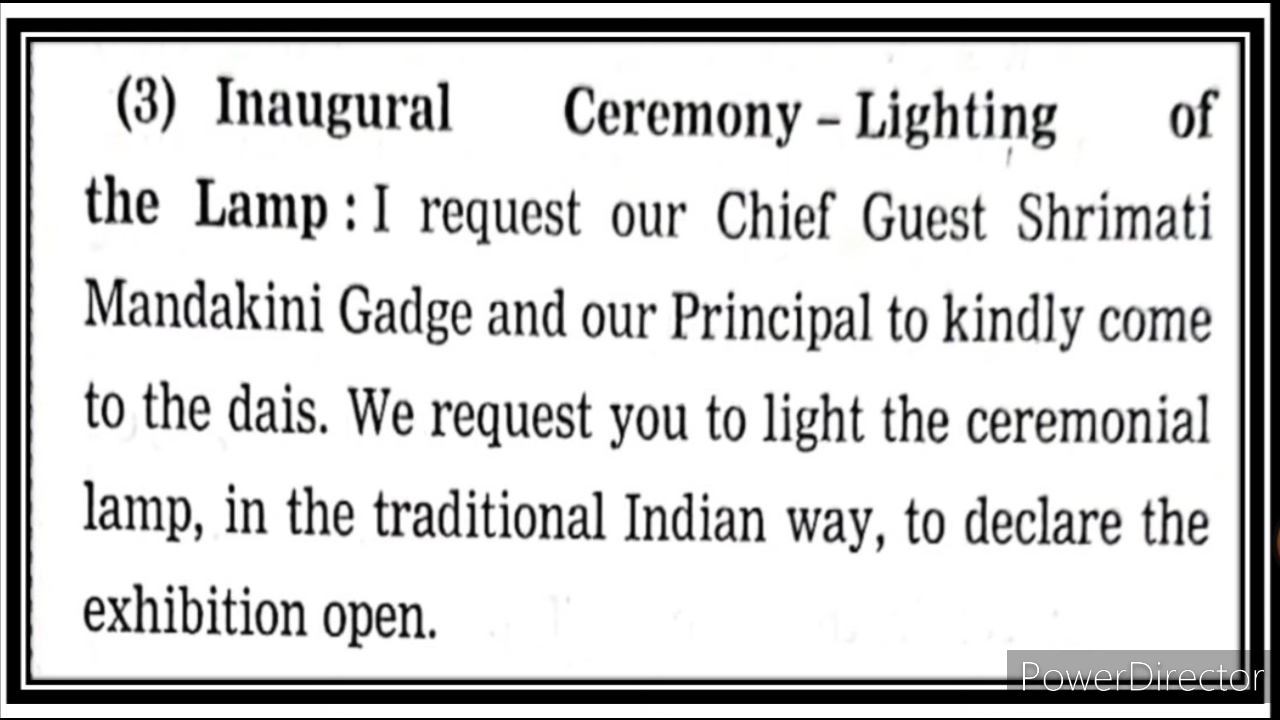 (3) Inaugural Ceremony – Lighting of
the Lamp : I request our Chief Guest Shrimati
Mandakini Gadge and our Principal to kindly come
to the dais. We request you to light the ceremonial
lamp, in the traditional Indian way, to declare the
exhibition open.
PowerDirector